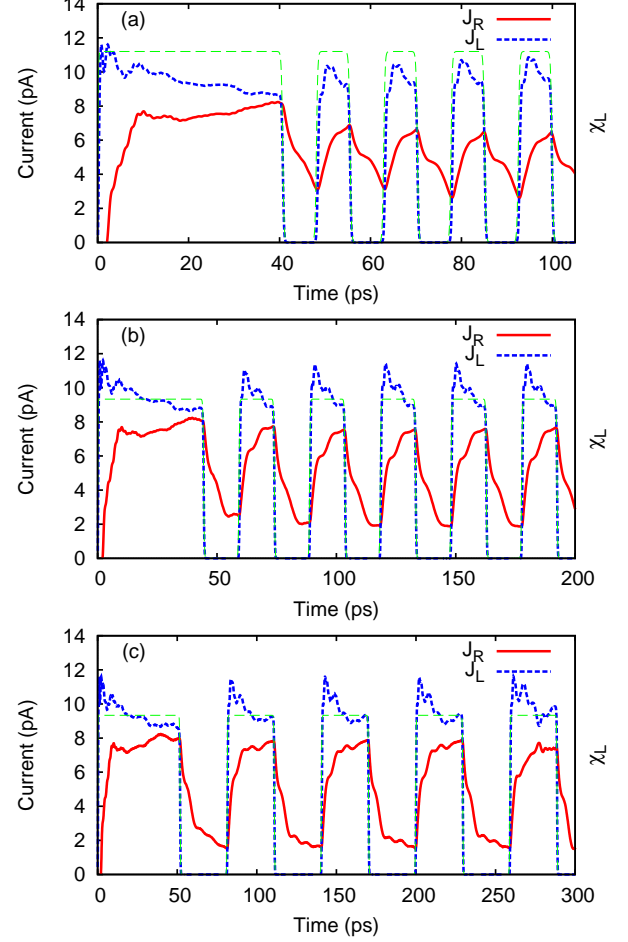 (a)
J_R
J_L
14
12
10
8
6
4
2
0
Current (pA)
χ_L
0 20 40 60 80 100
Time (ps)
(b)
J_R
J_L
14
12
10
8
6
4
2
0
Current (pA)
χ_L
0 50 100 150 200
Time (ps)
(c)
J_R
J_L
14
12
10
8
6
4
2
0
Current (pA)
χ_L
0 50 100 150 200 250 300
Time (ps)